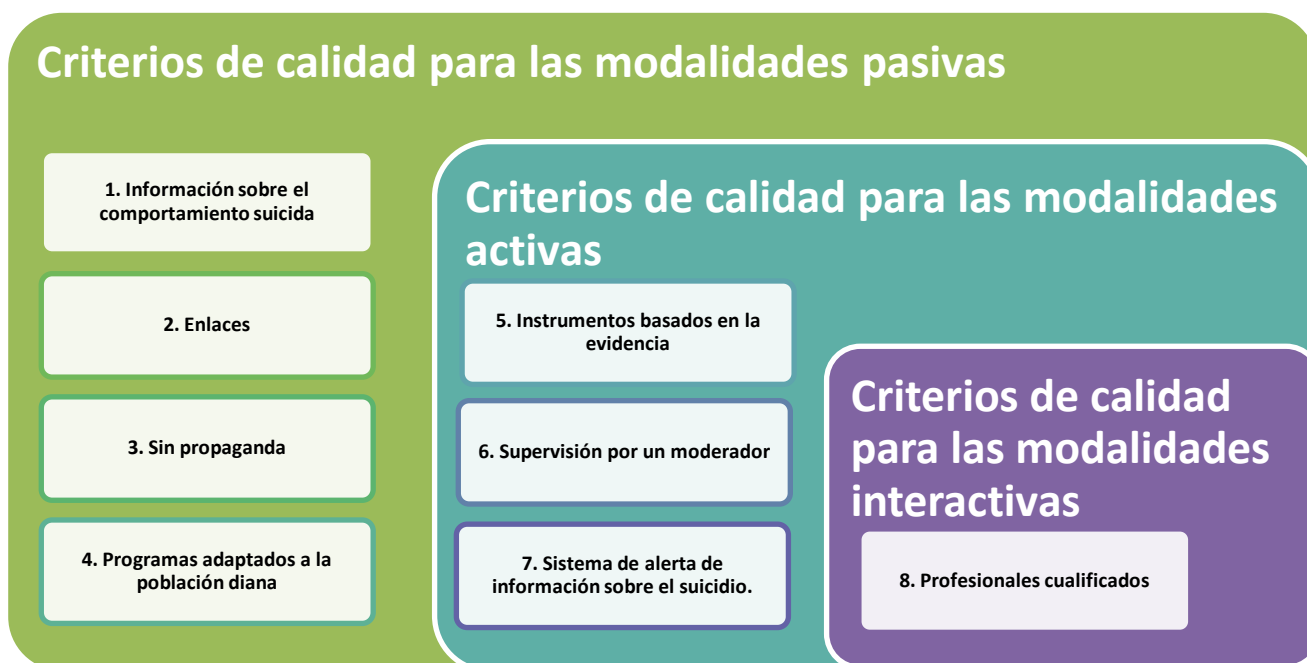 Criterios de calidad para las modalidades pasivas
1. Información sobre el
comportamiento suicida
2. Enlaces
3. Sin propaganda
4. Programas adaptados a la
población diana
Criterios de calidad para las modalidades
activas
5. Instrumentos basados en la
evidencia
6. Supervisión por un moderador
7. Sistema de alerta de
información sobre el suicidio.
Criterios de calidad
para las modalidades
interactivas
8. Profesionales cualificados